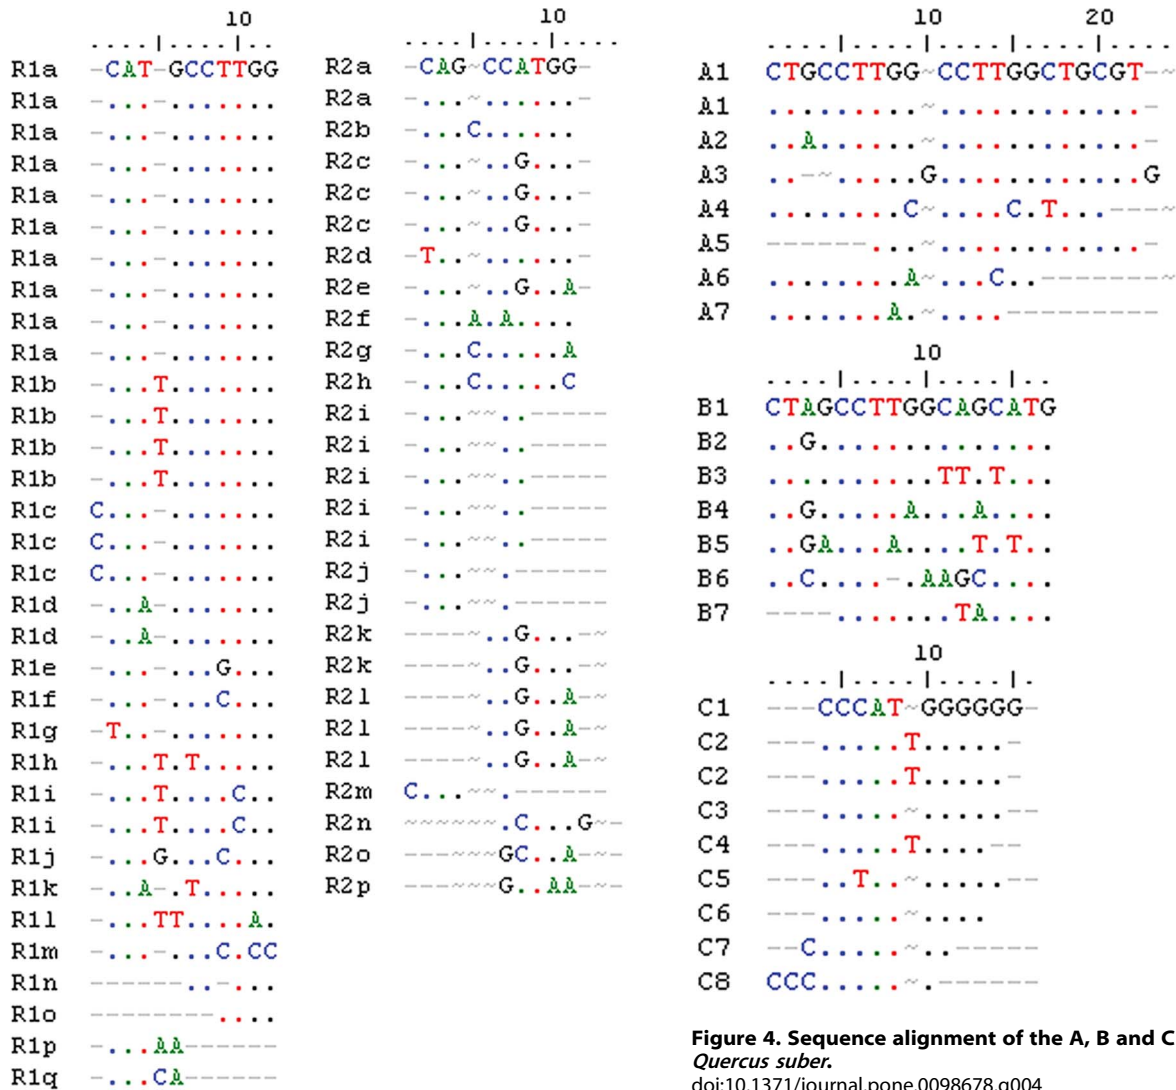 10
R1a -CAT-GCCTTGG
R1a -...-.......
R1a -...-.......
R1a -...-.......
R1a -...-.......
R1a -...-.......
R1a -...-.......
R1a -...-.......
R1a -...-.......
R1a -...-.......
R1b -...T.......
R1b -...T.......
R1b -...T.......
R1b -...T.......
R1c C...-.......
R1c C...-.......
R1c C...-.......
R1d -..A-.......
R1d -..A-.......
R1e -...-...G...
R1f -...-...C...
R1g -T..-.......
R1h -...T.T.....
R1i -...T....C..
R1i -...T....C..
R1j -...G...C...
R1k -..A-.T.....
R1l -...TT....A.
R1m -...-...C.CC
R1n ------..-...
R1o --------....
R1p -...AA------
R1q -...CA------
10
R2a -CAG~CCATGG-
R2a -...~......-
R2b -...C......-
R2c -...~..G...-
R2c -...~..G...-
R2c -...~..G...-
R2d -T..~......-
R2e -...~..G..A-
R2f -...A.A....
R2g -...C.....A
R2h -...C.....C
R2i -...~~..-----
R2i -...~~..-----
R2i -...~~..-----
R2i -...~~..-----
R2i -...~~..-----
R2j -...~~.------
R2j -...~~.------
R2k ----~..G...-~
R2k ----~..G...-~
R2l ----~..G..A-~
R2l ----~..G..A-~
R2l ----~..G..A-~
R2m C...~~.------
R2n ~~~~~~.C...G~-
R2o ---~~~GC..A-~-
R2p ---~~~G..AA-~-
10 20
A1 CTGCCTTGG~CCTTGGCTGCGT-~
A1 .........~............-
A2 ..A......~............-
A3 ..-~.....G............G
A4 ........C~....C.T...----~
A5 ------...~............-
A6 ........A~...C..--------~
A7 .......A.~....---------
10
B1 CTAGCCTTGGCAGCATG
B2 ..G..............
B3 ..........TT.T...
B4 ..G.....A...A....
B5 ..GA...A....T.T..
B6 ..C....-.AAGC....
B7 ----.......TA....
10
C1 ---CCCAT~GGGGGG-
C2 ---.....T.....-
C2 ---.....T.....-
C3 ---.....~.....--
C4 ---.....T....--
C5 ---..T..~.....--
C6 ---.....~....
C7 --C.....~..-----
C8 CCC.....~.------
Figure 4. Sequence alignment of the A, B and C
Quercus suber.
doi:10.1371/journal.pone.0098678.g004